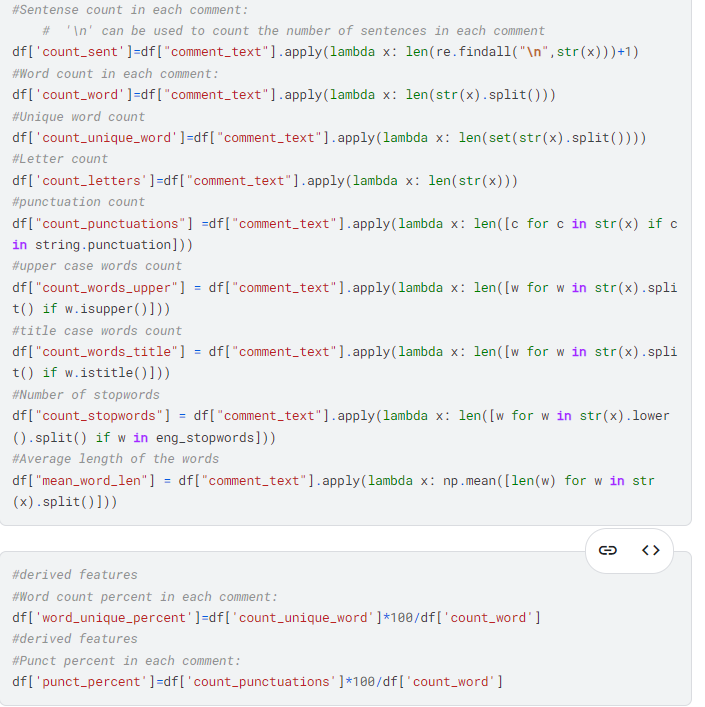 #Sentense count in each comment:
    #  '\n' can be used to count the number of sentences in each comment
df['count_sent']=df["comment_text"].apply(lambda x: len(re.findall("\n",str(x)))+1)
#Word count in each comment:
df['count_word']=df["comment_text"].apply(lambda x: len(str(x).split()))
#Unique word count
df['count_unique_word']=df["comment_text"].apply(lambda x: len(set(str(x).split())))
#Letter count
df['count_letters']=df["comment_text"].apply(lambda x: len(str(x)))
#punctuation count
df["count_punctuations"] =df["comment_text"].apply(lambda x: len([c for c in str(x) if c
in string.punctuation]))
#upper case words count
df["count_words_upper"] = df["comment_text"].apply(lambda x: len([w for w in str(x).spli
t() if w.isupper()]))
#title case words count
df["count_words_title"] = df["comment_text"].apply(lambda x: len([w for w in str(x).spli
t() if w.istitle()]))
#Number of stopwords
df["count_stopwords"] = df["comment_text"].apply(lambda x: len([w for w in str(x).lower
().split() if w in eng_stopwords]))
#Average length of the words
df["mean_word_len"] = df["comment_text"].apply(lambda x: np.mean([len(w) for w in str
(x).split()]))
#derived features
#Word count percent in each comment:
df['word_unique_percent']=df['count_unique_word']*100/df['count_word']
#derived features
#Punct percent in each comment:
df['punct_percent']=df['count_punctuations']*100/df['count_word']